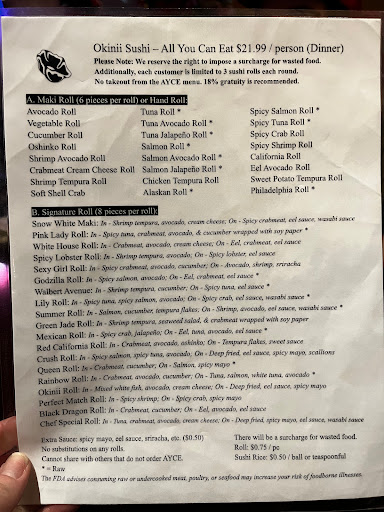 Okinii Sushi – All You Can Eat $21.99 / person (Dinner)
Please Note: We reserve the right to impose a surcharge for wasted food.
Additionally, each customer is limited to 3 sushi rolls each round.
No takeout from the AYCE menu. 18% gratuity is recommended.
A. Maki Roll (6 pieces per roll) or Hand Roll:
Avocado Roll
Vegetable Roll
Cucumber Roll
Oshinko Roll
Shrimp Avocado Roll
Crabmeat Cream Cheese Roll
Shrimp Tempura Roll
Soft Shell Crab
Tuna Roll *
Tuna Avocado Roll *
Tuna Jalapeño Roll *
Salmon Roll *
Salmon Avocado Roll *
Salmon Jalapeño Roll *
Chicken Tempura Roll
Alaskan Roll *
Spicy Salmon Roll *
Spicy Tuna Roll *
Spicy Crab Roll
Spicy Shrimp Roll
California Roll
Eel Avocado Roll
Sweet Potato Tempura Roll
Philadelphia Roll *
B. Signature Roll (8 pieces per roll):
Snow White Maki: In - Shrimp tempura, avocado, cream cheese; On - Spicy crabmeat, eel sauce, wasabi sauce
Pink Lady Roll: In - Spicy tuna, crabmeat, avocado, & cucumber wrapped with soy paper *
White House Roll: In - Crabmeat, avocado, cream cheese; On - Eel, crabmeat, eel sauce
Spicy Lobster Roll: In - Shrimp tempura, avocado; On - Spicy lobster, eel sauce
Sexy Girl Roll: In - Spicy crabmeat, avocado, cucumber; On - Avocado, shrimp, sriracha
Godzilla Roll: In - Spicy salmon, avocado; On - Eel, crabmeat, eel sauce *
Walbert Avenue: In - Shrimp tempura, cucumber; On - Spicy tuna, eel sauce *
Lily Roll: In - Spicy tuna, spicy salmon, avocado; On - Spicy crab, eel sauce, wasabi sauce *
Summer Roll: In - Salmon, cucumber, tempura flakes; On - Shrimp, avocado, eel sauce, wasabi sauce *
Green Jade Roll: In - Shrimp tempura, seaweed salad, & crabmeat wrapped with soy paper
Mexican Roll: In - Spicy crab, jalapeño; On - Eel, tuna, avocado, eel sauce *
Red California Roll: In - Crabmeat, avocado, oshinko; On - Tempura flakes, sweet sauce
Crush Roll: In - Spicy salmon, spicy tuna, avocado; On - Deep fried, eel sauce, spicy mayo, scallions
Queen Roll: In - Crabmeat, cucumber; On - Salmon, spicy mayo *
Rainbow Roll: In - Crabmeat, avocado, cucumber; On - Tuna, salmon, white tuna, avocado *
Okinii Roll: In - Mixed white fish, avocado, cream cheese; On - Deep fried, eel sauce, spicy mayo
Perfect Match Roll: In - Spicy shrimp; On - Spicy crab, spicy mayo
Black Dragon Roll: In - Crabmeat, cucumber; On - Eel, avocado, eel sauce
Chef Special Roll: In - Tuna, crabmeat, avocado, cream cheese; On - Deep fried, spicy mayo, eel sauce, wasabi sauce
Extra Sauce: spicy mayo, eel sauce, sriracha, etc. ($0.50)
No substitutions on any rolls.
Cannot share with others that do not order AYCE.
* = Raw
There will be a surcharge for wasted food.
Roll: $0.75 / pc
Sushi Rice: $0.50 / ball or teaspoonful
The FDA advises consuming raw or undercooked meat, poultry, or seafood may increase your risk of foodborne illnesses.